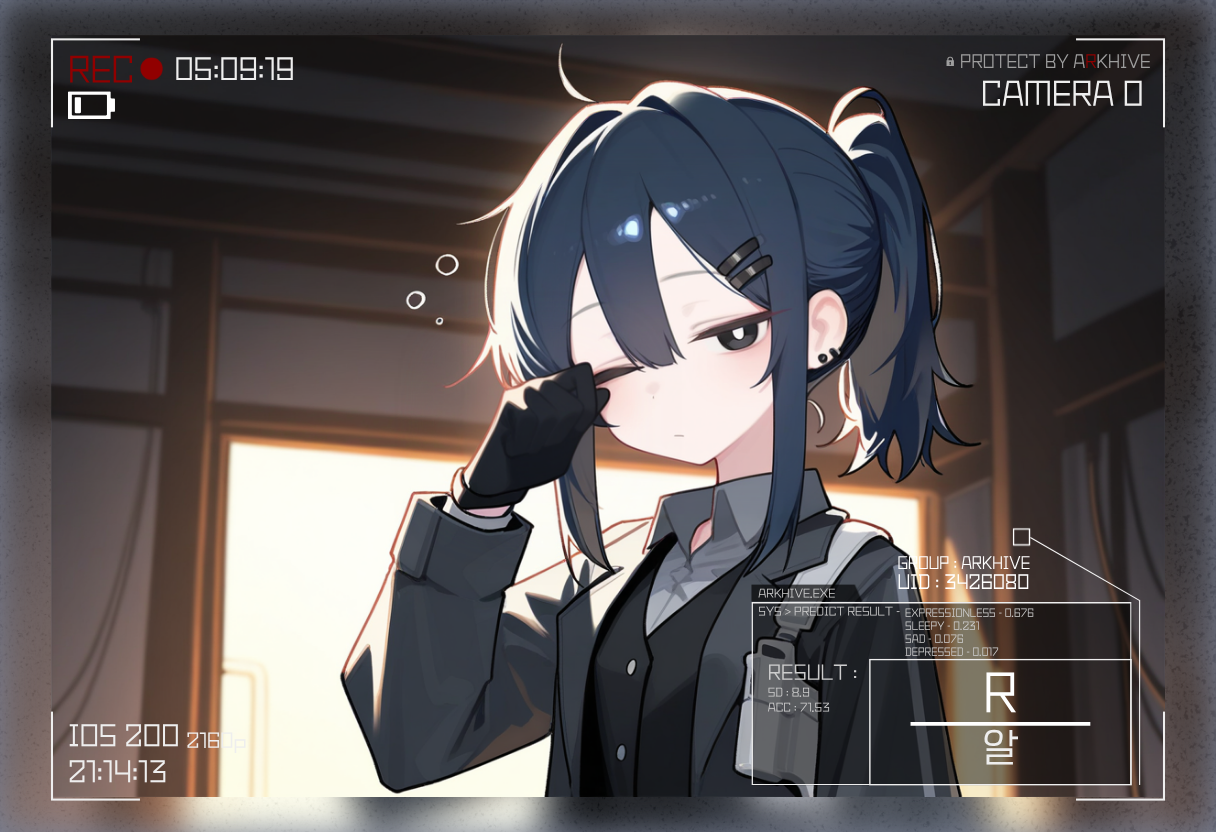 REC 05:09:19
PROTECT BY ARKHIVE
CAMERA 0
GROUP : ARKHIVE
UID : 3426080
ARKHIVE.EXE
SYS > PREDICT RESULT - EXPRESSIONLESS - 0.676
SLEEPY - 0.231
SAD - 0.076
DEPRESSED - 0.017
RESULT :
SD : 8.9
ACC : 71.53
R
알
IOS 200 2160p
21:14:13